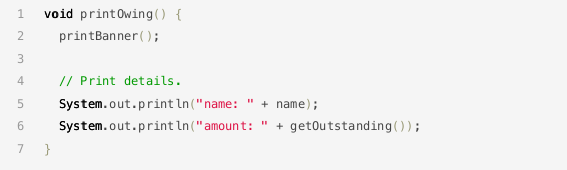 1 void printOwing() {
2   printBanner();
3
4   // Print details.
5   System.out.println("name: " + name);
6   System.out.println("amount: " + getOutstanding());
7 }